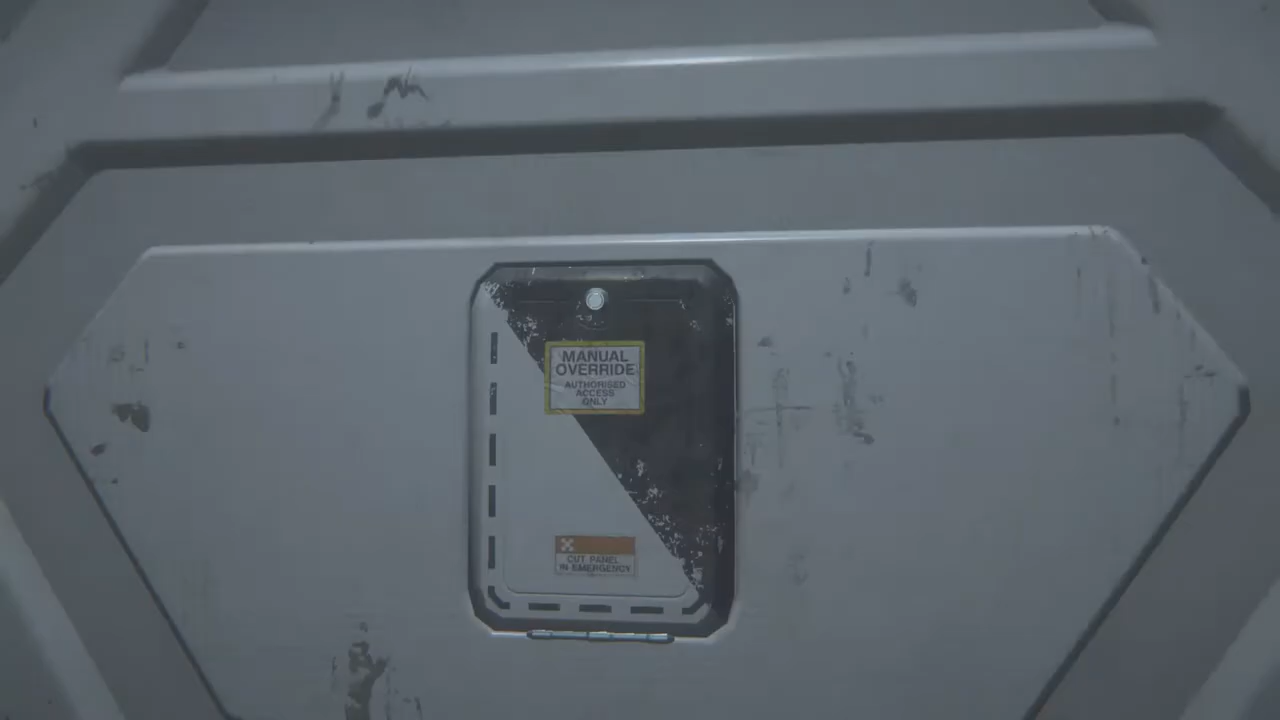 MANUAL
OVERRIDE
AUTHORISED
ACCESS
ONLY
CUT PANEL
IN EMERGENCY